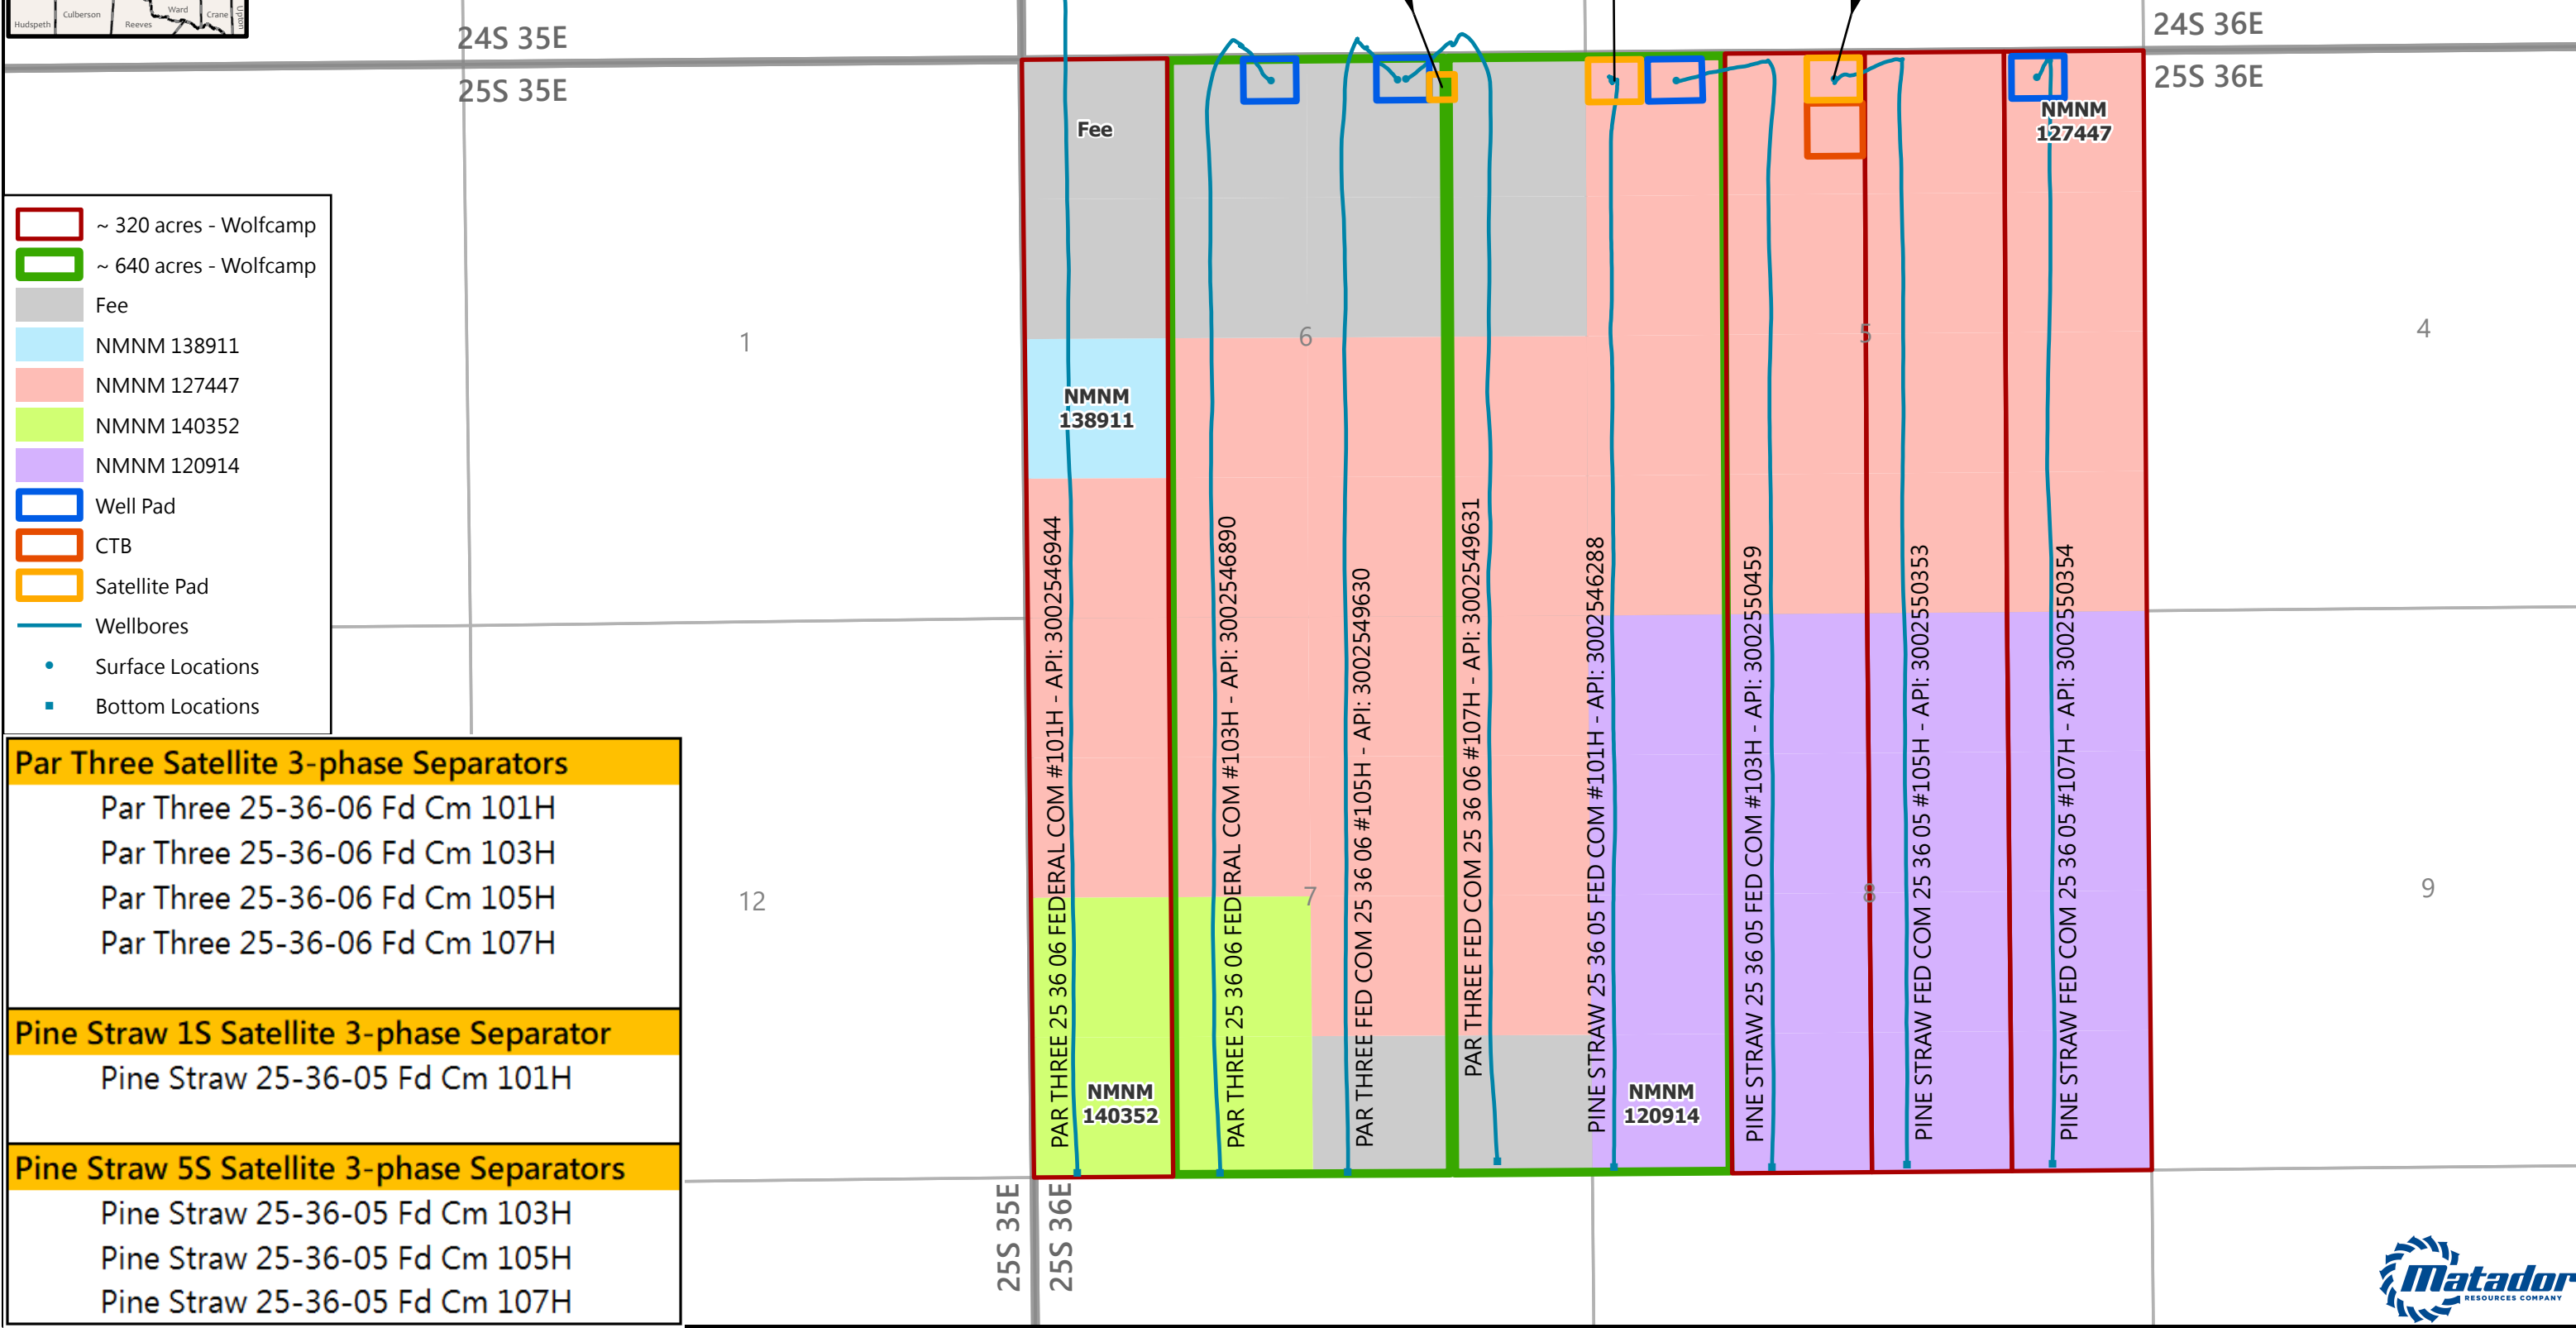 Hudspeth
Culberson
Reeves
Ward
Crane
Upton
24S 35E
25S 35E
24S 36E
25S 36E
~ 320 acres - Wolfcamp
~ 640 acres - Wolfcamp
Fee
NMNM 138911
NMNM 127447
NMNM 140352
NMNM 120914
Well Pad
CTB
Satellite Pad
Wellbores
Surface Locations
Bottom Locations
Par Three Satellite 3-phase Separators
Par Three 25-36-06 Fd Cm 101H
Par Three 25-36-06 Fd Cm 103H
Par Three 25-36-06 Fd Cm 105H
Par Three 25-36-06 Fd Cm 107H
Pine Straw 1S Satellite 3-phase Separator
Pine Straw 25-36-05 Fd Cm 101H
Pine Straw 5S Satellite 3-phase Separators
Pine Straw 25-36-05 Fd Cm 103H
Pine Straw 25-36-05 Fd Cm 105H
Pine Straw 25-36-05 Fd Cm 107H
1
12
Fee
NMNM
138911
NMNM
140352
6
7
5
8
NMNM
127447
NMNM
120914
4
9
PAR THREE 25 36 06 FEDERAL COM #101H - API: 3002546944
PAR THREE 25 36 06 FEDERAL COM #103H - API: 3002546890
PAR THREE FED COM 25 36 06 #105H - API: 3002549630
PAR THREE FED COM 25 36 06 #107H - API: 3002549631
PINE STRAW 25 36 05 FED COM #101H - API: 3002546288
PINE STRAW 25 36 05 FED COM #103H - API: 3002550459
PINE STRAW FED COM 25 36 05 #105H - API: 3002550353
PINE STRAW FED COM 25 36 05 #107H - API: 3002550354
25S 35E
25S 36E
Matador
RESOURCES COMPANY